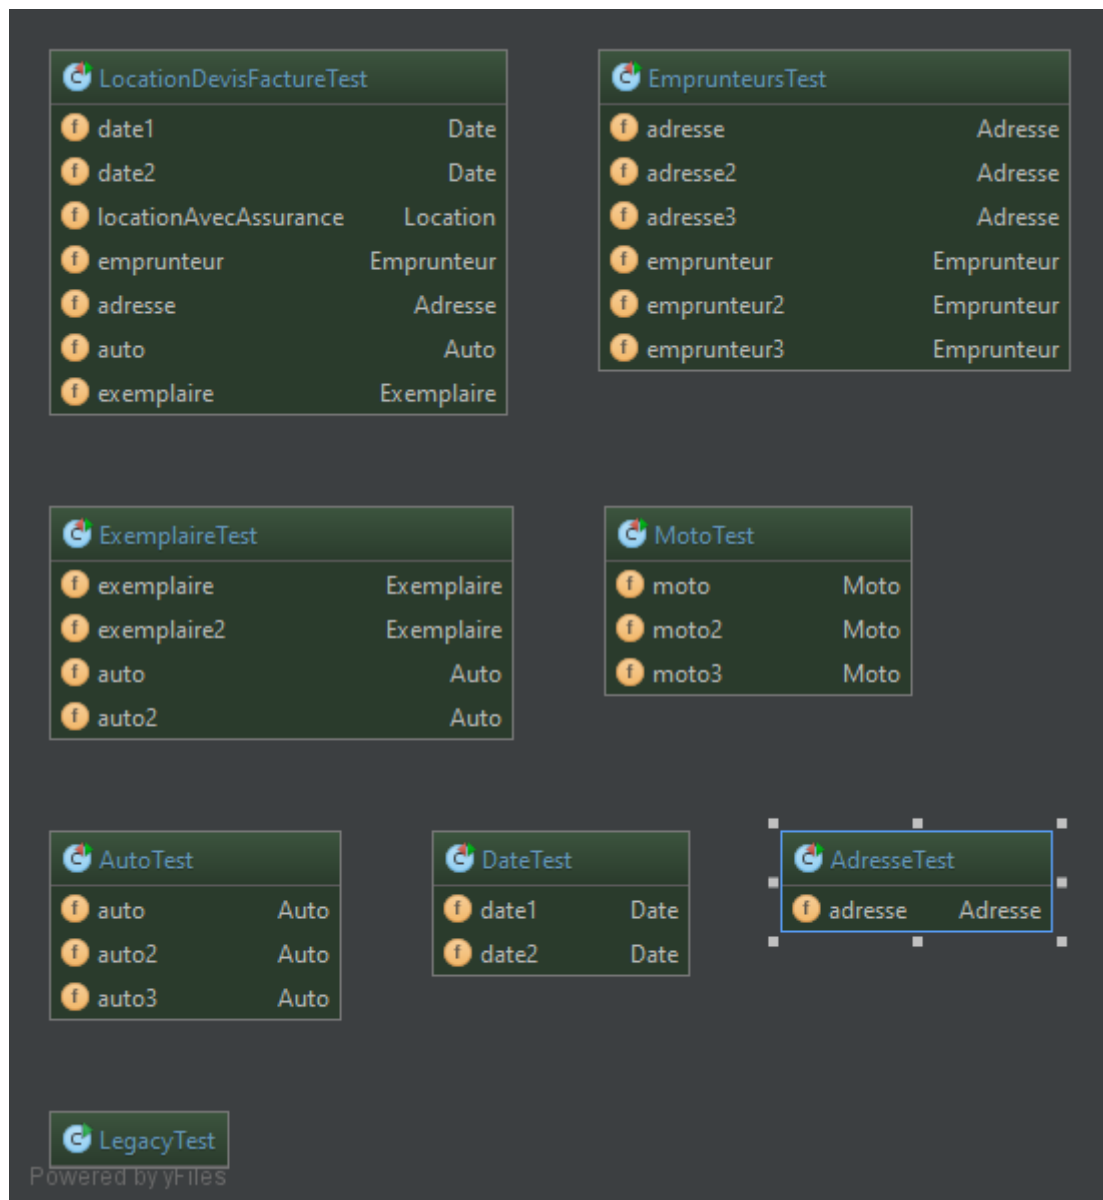 LocationDevisFactureTest
date1 Date
date2 Date
locationAvecAssurance Location
emprunteur Emprunteur
adresse Adresse
auto Auto
exemplaire Exemplaire
EmprunteursTest
adresse Adresse
adresse2 Adresse
adresse3 Adresse
emprunteur Emprunteur
emprunteur2 Emprunteur
emprunteur3 Emprunteur
ExemplaireTest
exemplaire Exemplaire
exemplaire2 Exemplaire
auto Auto
auto2 Auto
MotoTest
moto Moto
moto2 Moto
moto3 Moto
AutoTest
auto Auto
auto2 Auto
auto3 Auto
DateTest
date1 Date
date2 Date
AdresseTest
adresse Adresse
LegacyTest
Powered by yFiles